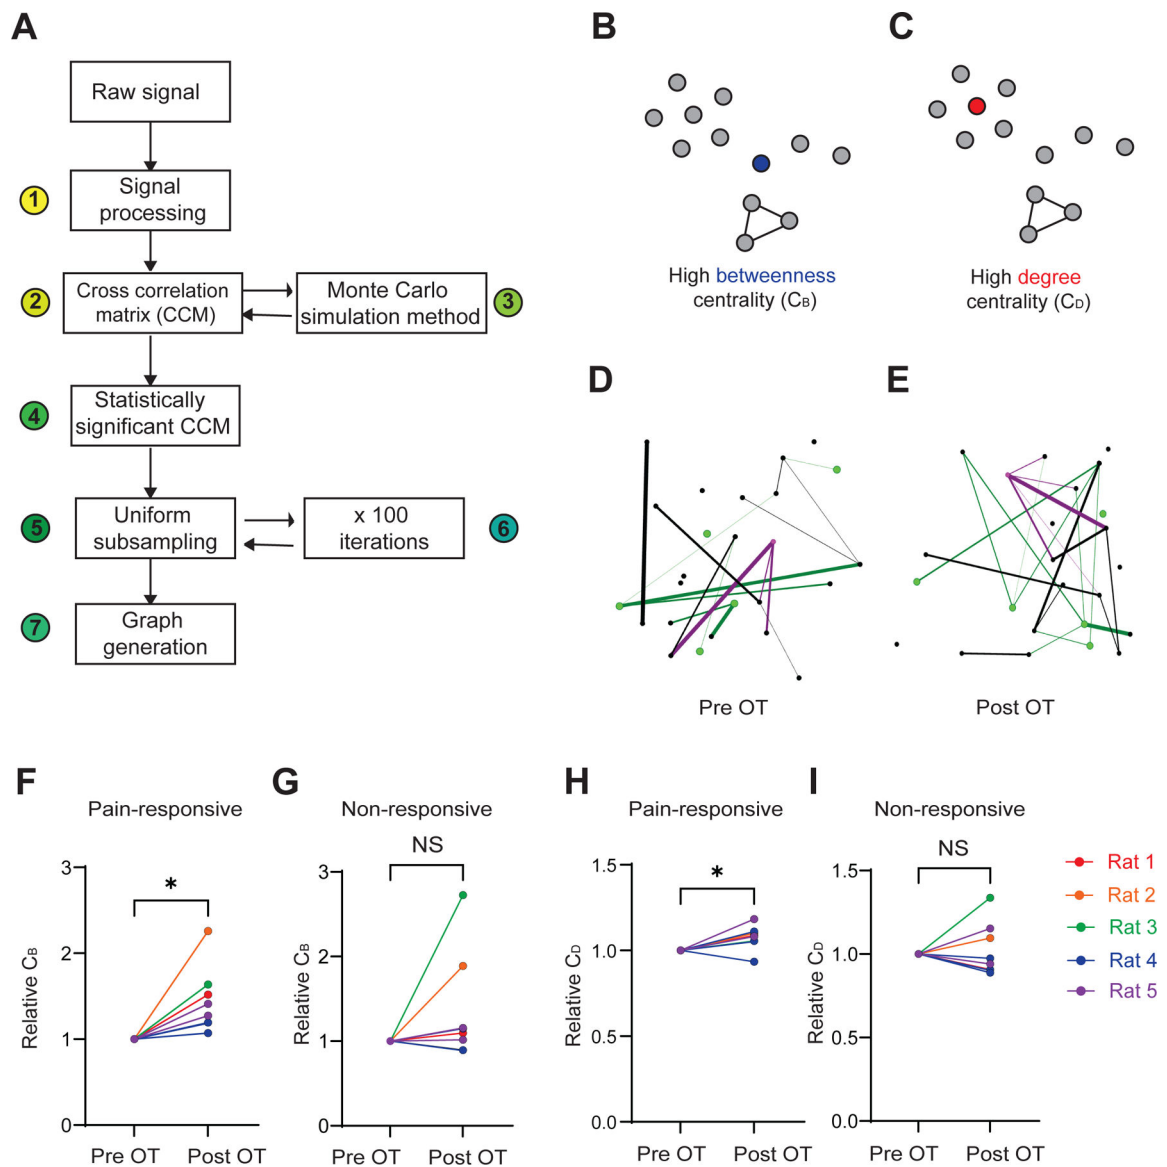 A
Raw signal
1
Signal
processing
2
Cross correlation
matrix (CCM)
Monte Carlo
simulation method
3
4
Statistically
significant CCM
5
Uniform
subsampling
x 100
iterations
6
7
Graph
generation
B
High betweenness
centrality (CB)
C
High degree
centrality (CD)
D
Pre OT
E
Post OT
F
Pain-responsive
*
Relative CB
3
2
1
0
Pre OT
Post OT
G
Non-responsive
NS
Relative CB
3
2
1
0
Pre OT
Post OT
H
Pain-responsive
*
Relative CD
1.5
1.0
0.5
0.0
Pre OT
Post OT
I
Non-responsive
NS
Relative CD
1.5
1.0
0.5
0.0
Pre OT
Post OT
Rat 1
Rat 2
Rat 3
Rat 4
Rat 5